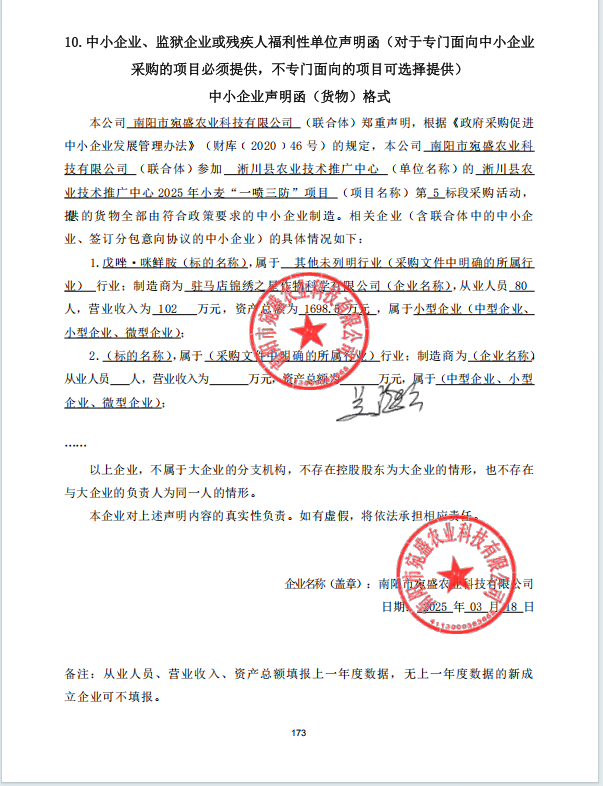 10.中小企业、监狱企业或残疾人福利性单位声明函（对于专门面向中小企业
采购的项目必须提供，不专门面向的项目可选择提供）
中小企业声明函（货物）格式
本公司 南阳市宛盛农业科技有限公司 （联合体）郑重声明，根据《政府采购促进
中小企业发展管理办法》（财库﹝2020﹞46 号）的规定，本公司 南阳市宛盛农业科
技有限公司 （联合体）参加 淅川县农业技术推广中心 （单位名称）的 淅川县农
业技术推广中心 2025 年小麦“一喷三防”项目 （项目名称）第 5 标段采购活动，
提供的货物全部由符合政策要求的中小企业制造。相关企业（含联合体中的中小企
业、签订分包意向协议的中小企业）的具体情况如下：
1.戊唑·咪鲜胺（标的名称），属于 其他未列明行业（采购文件中明确的所属行
业） 行业；制造商为 驻马店锦绣之星作物科学有限公司（企业名称），从业人员 80
人，营业收入为 102 万元，资产总额为 1698.6 万元 ，属于小型企业（中型企业、
小型企业、微型企业）；
2.（标的名称），属于（采购文件中明确的所属行业）行业；制造商为（企业名称），
从业人员 人，营业收入为 万元，资产总额为 万元，属于（中型企业、小型
企业、微型企业）；
……
以上企业，不属于大企业的分支机构，不存在控股股东为大企业的情形，也不存在
与大企业的负责人为同一人的情形。
本企业对上述声明内容的真实性负责。如有虚假，将依法承担相应责任。
企业名称（盖章）：南阳市宛盛农业科技有限公司
日期： 2025 年 03 月 18 日
备注：从业人员、营业收入、资产总额填报上一年度数据，无上一年度数据的新成
立企业可不填报。
173
南阳市宛盛农业科技有限公司
南阳市宛盛农业科技有限公司